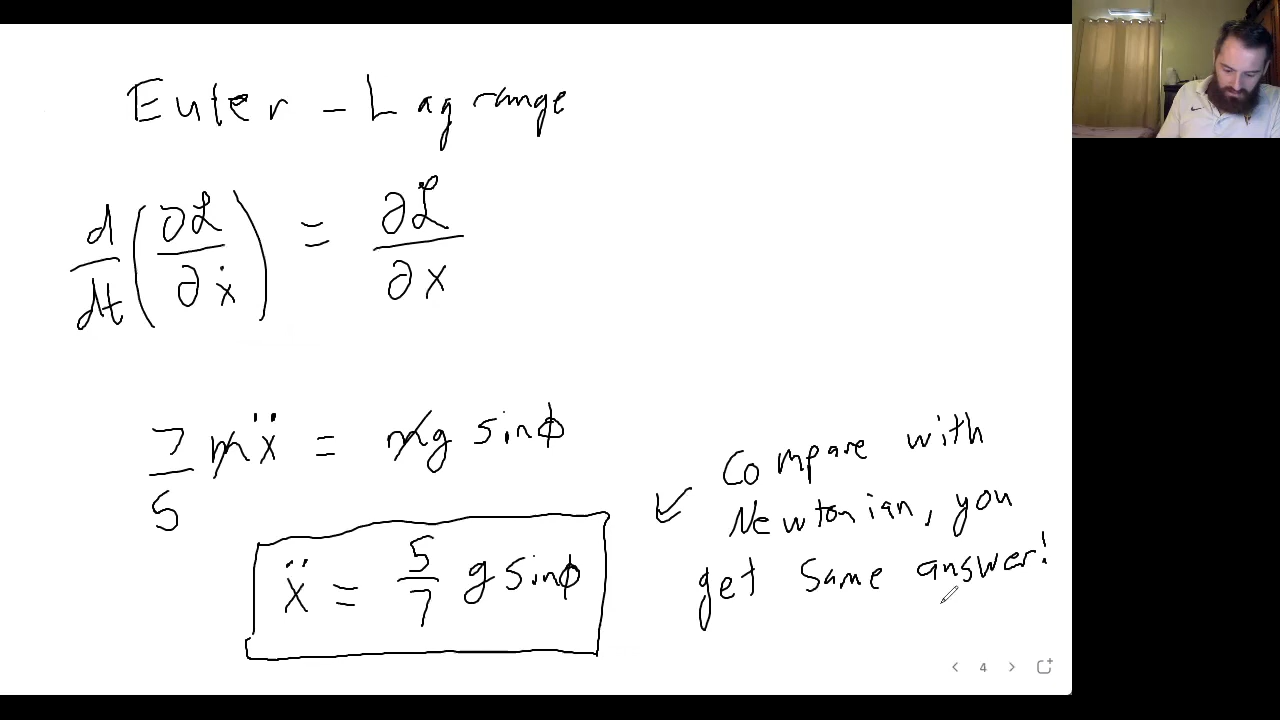 Euler - Lagrange
d/dt (∂ℒ/∂ẋ) = ∂ℒ/∂x
7/5 mẍ = mg sinϕ
ẍ = 5/7 g sinϕ
Compare with
Newtonian, you
get same answer!
< 4 >